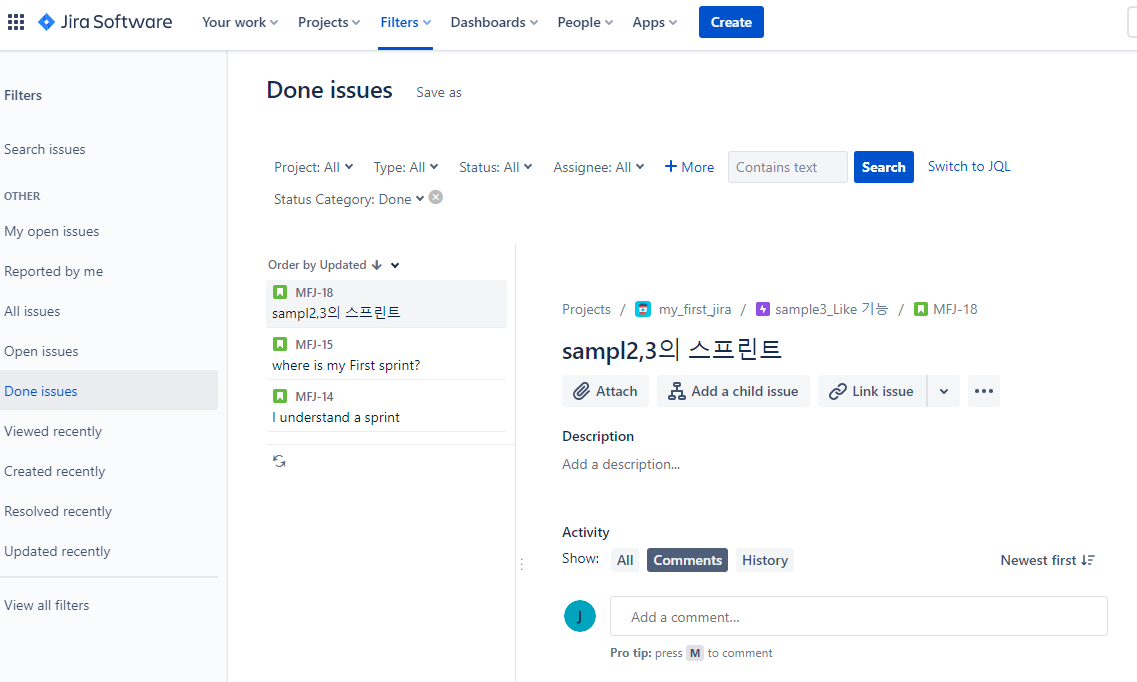 Jira Software Your work Projects Filters Dashboards People Apps Create
Filters
Search issues
OTHER
My open issues
Reported by me
All issues
Open issues
Done issues
Viewed recently
Created recently
Resolved recently
Updated recently
View all filters
Done issues Save as
Project: All Type: All Status: All Assignee: All + More Contains text Search Switch to JQL
Status Category: Done
Order by Updated
MFJ-18
sampl2,3의 스프린트
MFJ-15
where is my First sprint?
MFJ-14
I understand a sprint
Projects / my_first_jira / sample3_Like 기능 / MFJ-18
sampl2,3의 스프린트
Attach Add a child issue Link issue
Description
Add a description...
Activity
Show: All Comments History Newest first
J Add a comment...
Pro tip: press M to comment